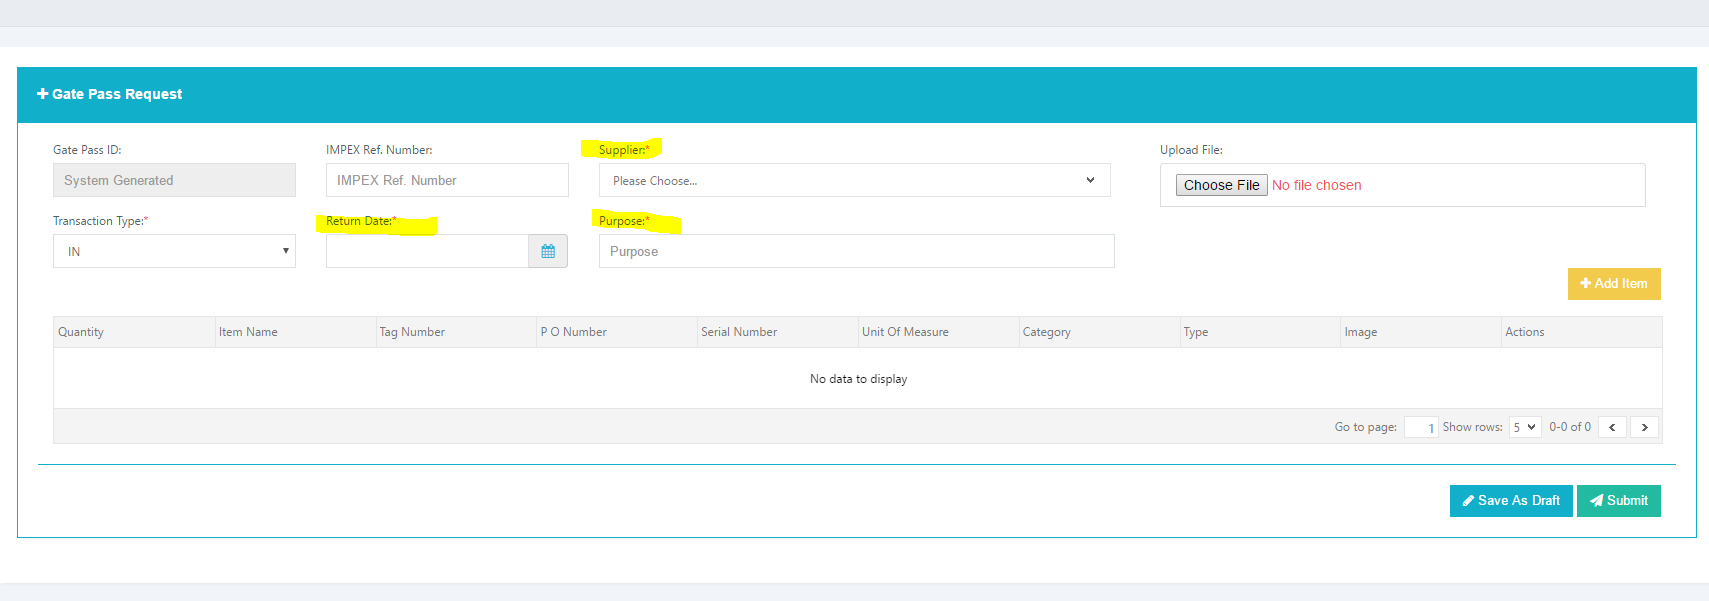 Gate Pass Request
Gate Pass ID: IMPEX Ref. Number: Supplier:* Upload File:
System Generated IMPEX Ref. Number Please Choose... Choose File No file chosen
Transaction Type:* Return Date:* Purpose:*
IN Purpose
Add Item
Quantity Item Name Tag Number P O Number Serial Number Unit Of Measure Category Type Image Actions
No data to display
Go to page: 1 Show rows: 5 0-0 of 0
Save As Draft Submit